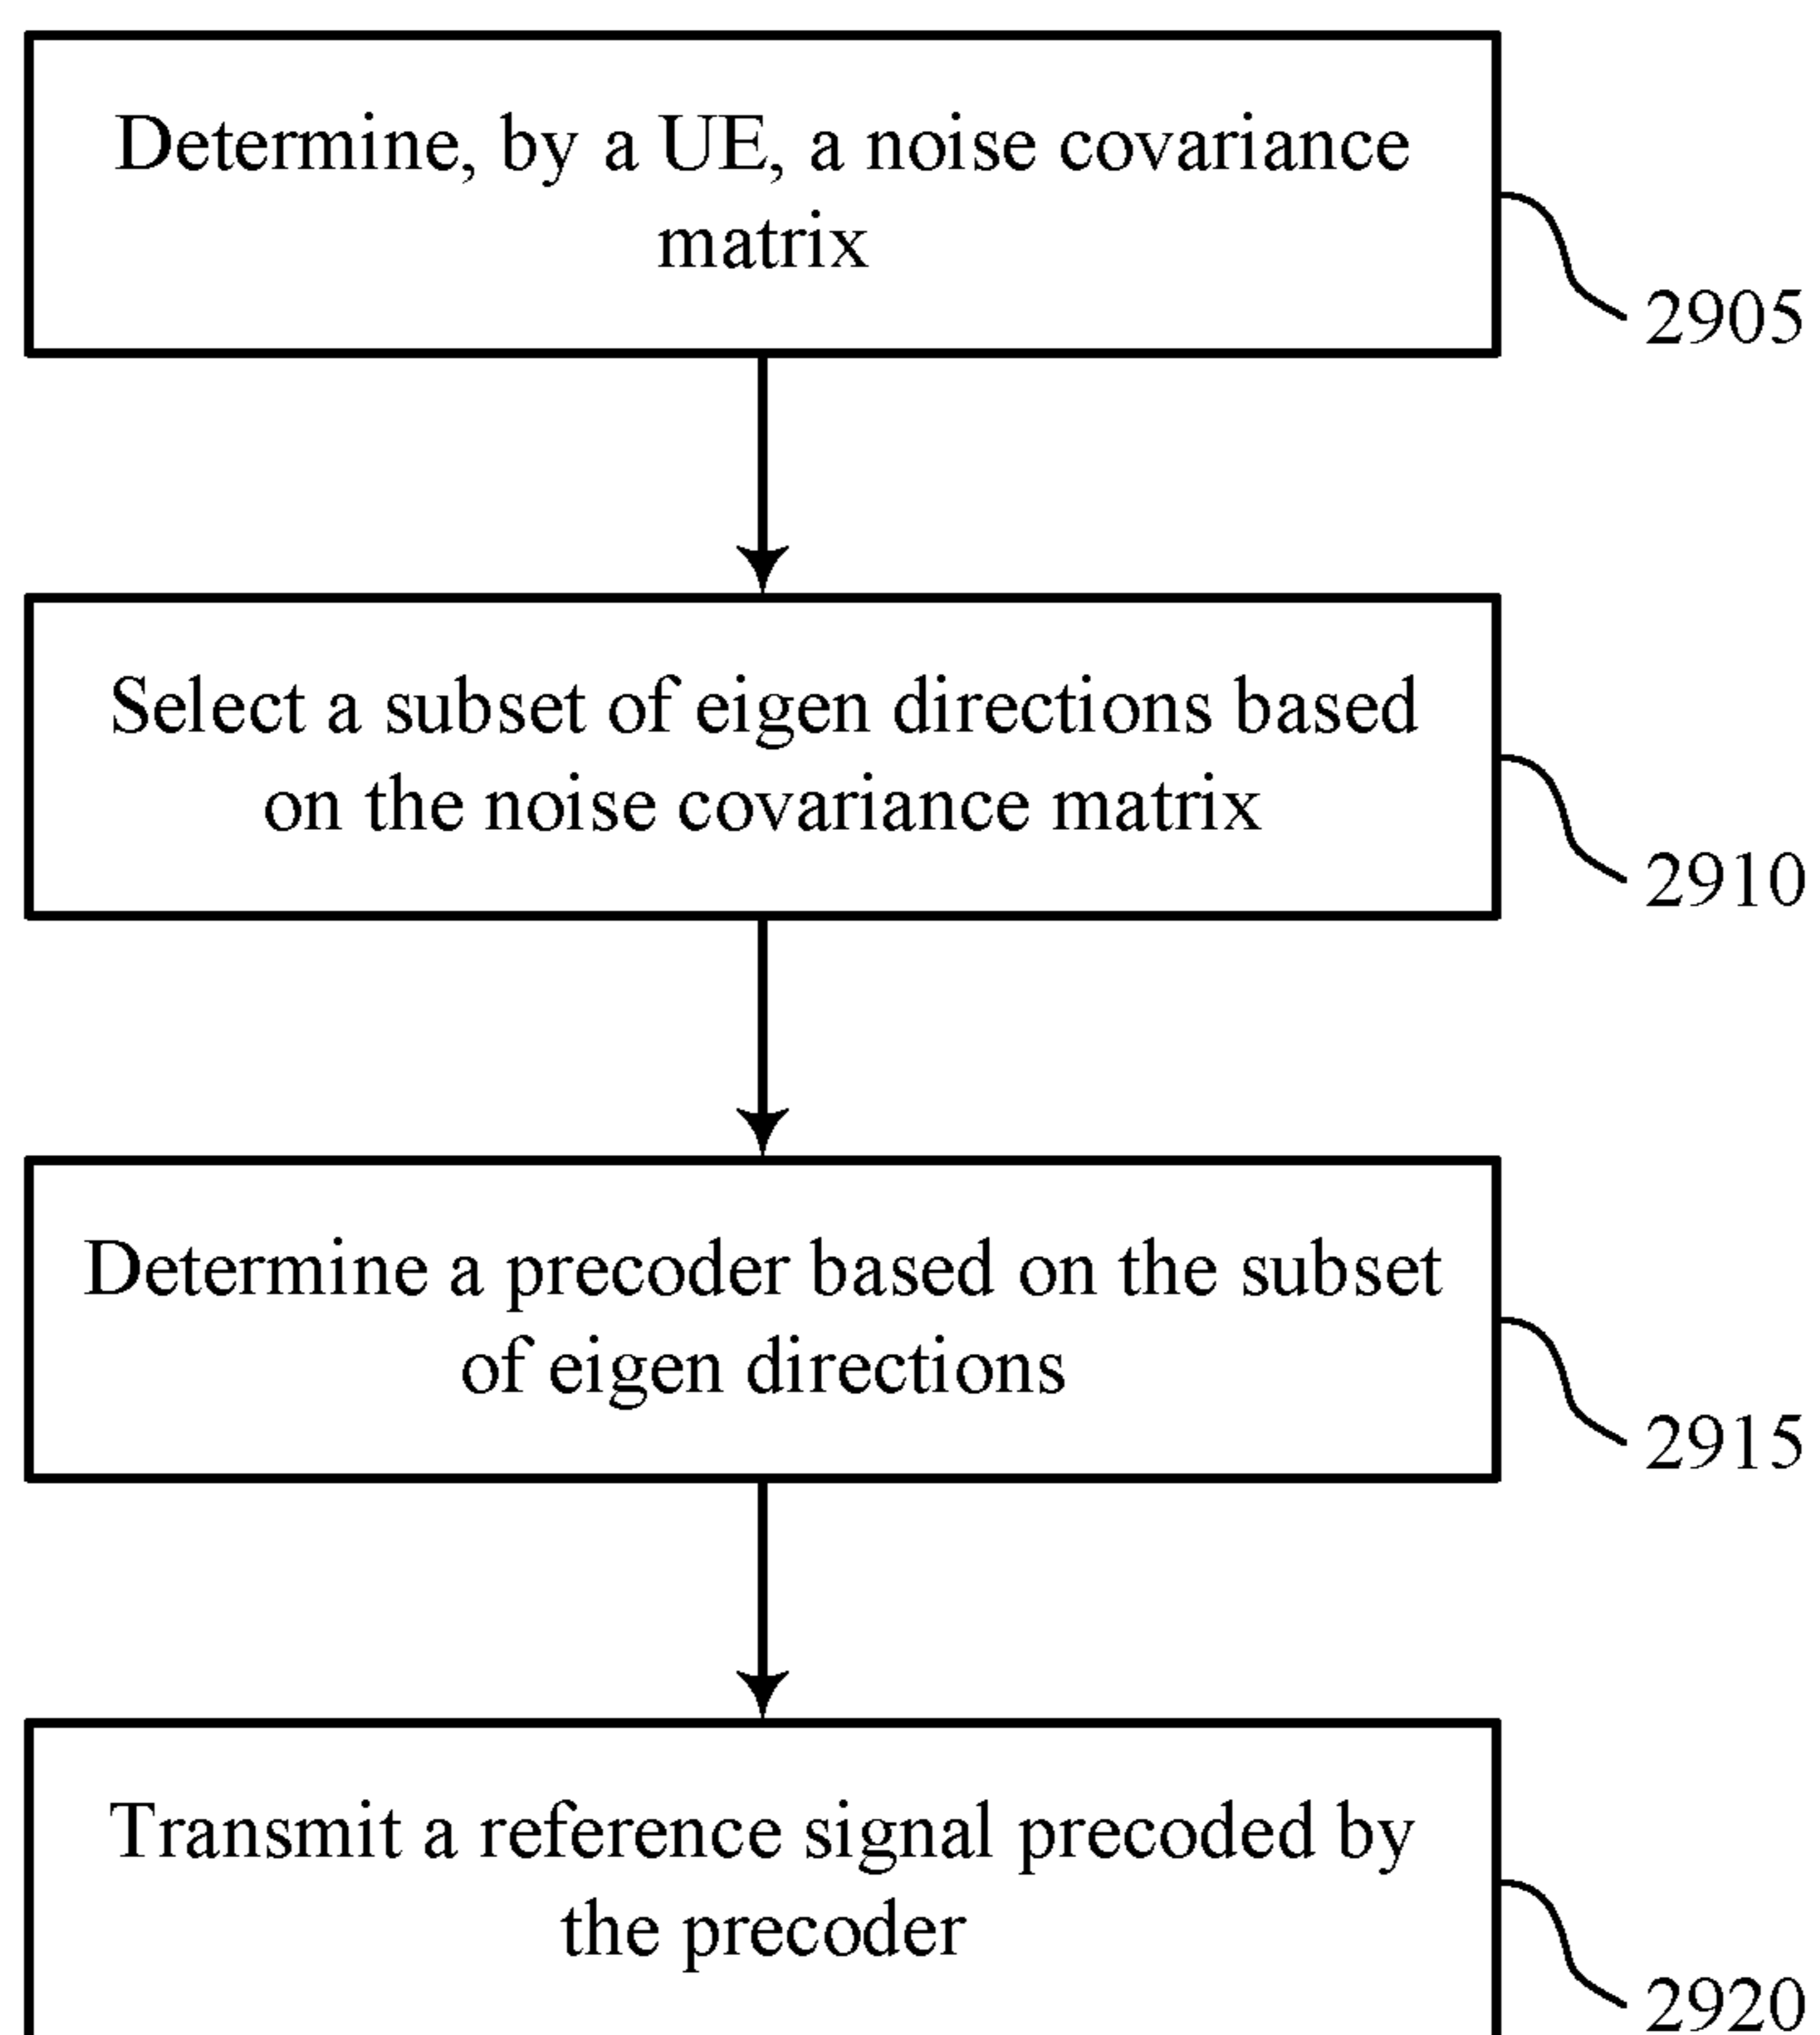 Determine, by a UE, a noise covariance
matrix
2905
Select a subset of eigen directions based
on the noise covariance matrix
2910
Determine a precoder based on the subset
of eigen directions
2915
Transmit a reference signal precoded by
the precoder
2920